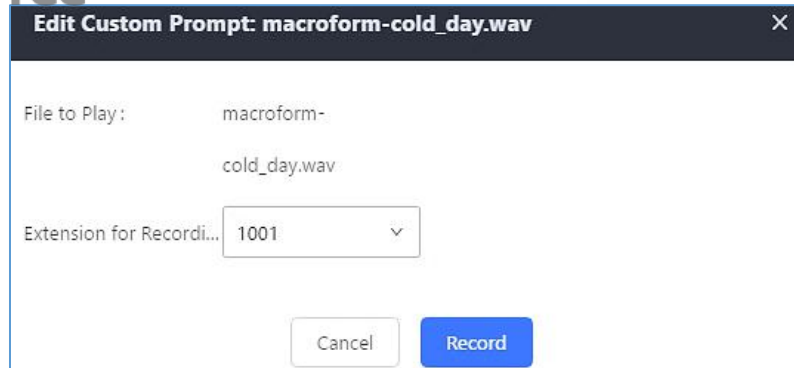 Edit Custom Prompt: macroform-cold_day.wav
File to Play : macroform-
cold_day.wav
Extension for Recordi... 1001
Cancel Record